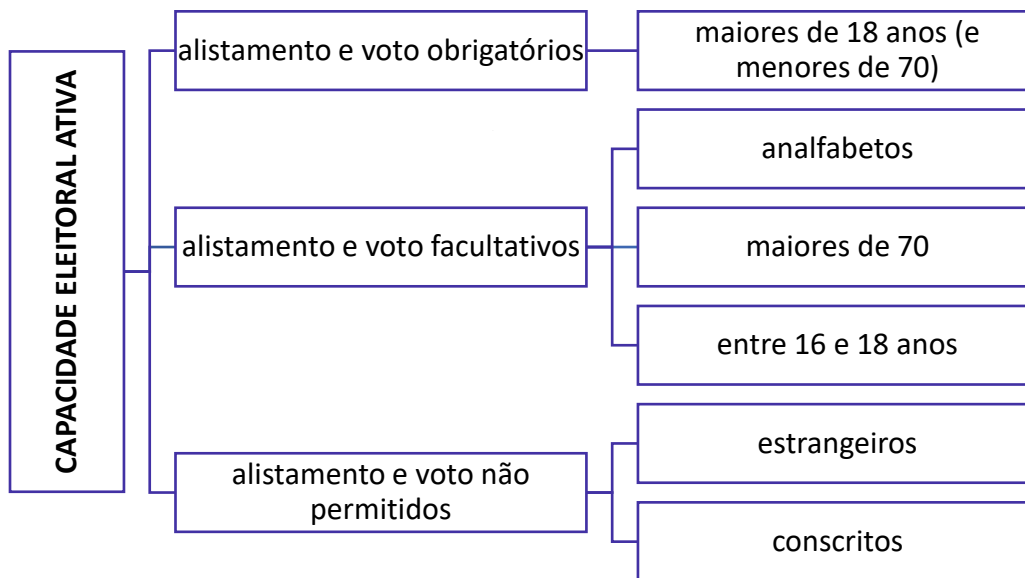 CAPACIDADE ELEITORAL ATIVA
alistamento e voto obrigatórios
maiores de 18 anos (e
menores de 70)
alistamento e voto facultativos
analfabetos
maiores de 70
entre 16 e 18 anos
alistamento e voto não
permitidos
estrangeiros
conscritos